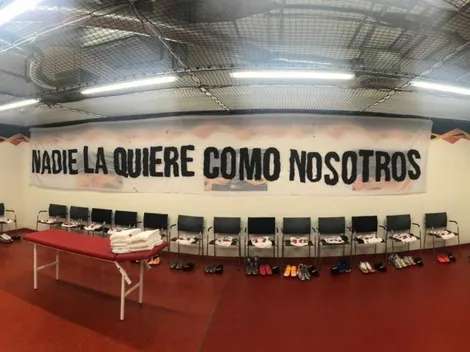 NADIE LA QUIERE COMO NOSOTROS